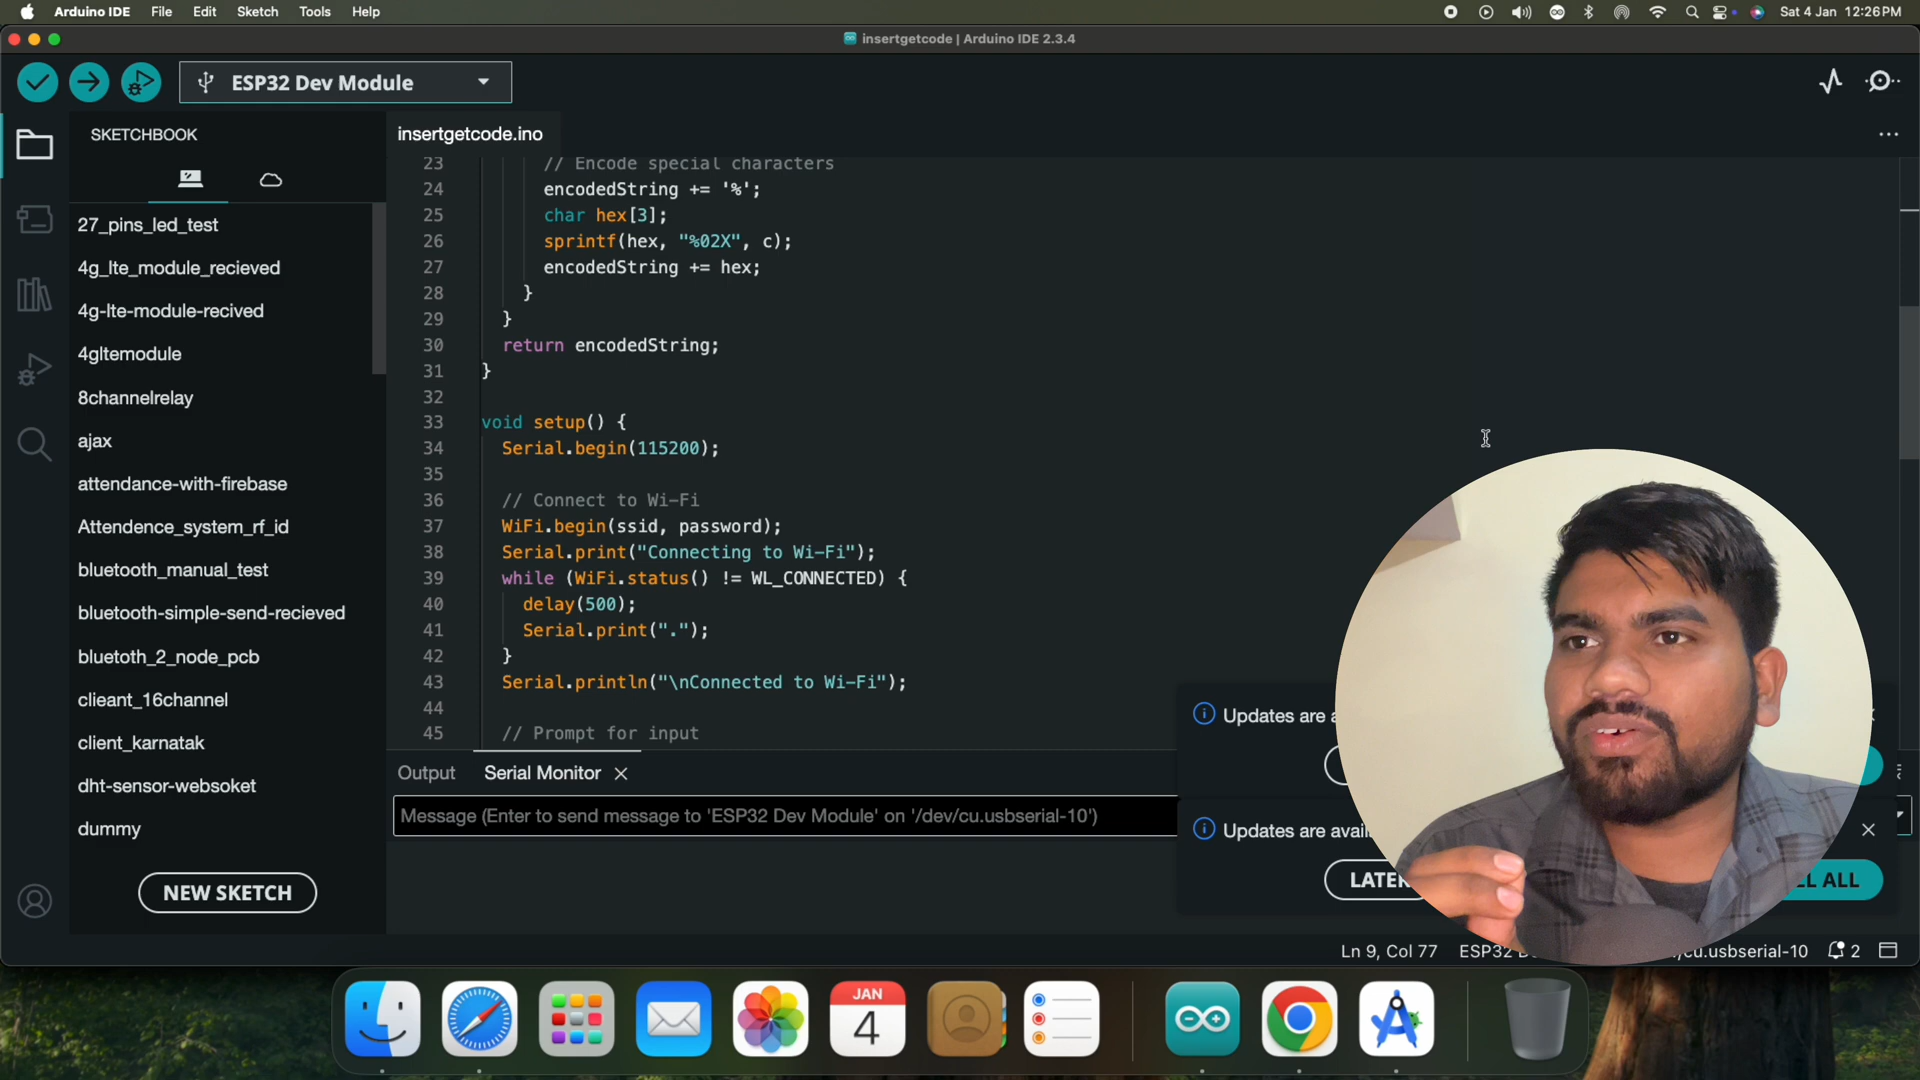 Arduino IDE File Edit Sketch Tools Help
Sat 4 Jan 12:26 PM
insertgetcode | Arduino IDE 2.3.4
ESP32 Dev Module
SKETCHBOOK
27_pins_led_test
4g_lte_module_recieved
4g-lte-module-recived
4gltemodule
8channelrelay
ajax
attendance-with-firebase
Attendence_system_rf_id
bluetooth_manual_test
bluetooth-simple-send-recieved
bluetoth_2_node_pcb
clieant_16channel
client_karnatak
dht-sensor-websoket
dummy
NEW SKETCH
insertgetcode.ino
23 // Encode special characters
24 encodedString += '%';
25 char hex[3];
26 sprintf(hex, "%02X", c);
27 encodedString += hex;
28 }
29 }
30 return encodedString;
31 }
32
33 void setup() {
34 Serial.begin(115200);
35
36 // Connect to Wi-Fi
37 WiFi.begin(ssid, password);
38 Serial.print("Connecting to Wi-Fi");
39 while (WiFi.status() != WL_CONNECTED) {
40 delay(500);
41 Serial.print(".");
42 }
43 Serial.println("\nConnected to Wi-Fi");
44
45 // Prompt for input
Output Serial Monitor
Message (Enter to send message to 'ESP32 Dev Module' on '/dev/cu.usbserial-10')
Updates are
Updates are
ALL
Ln 9, Col 77 ESP32 cu.usbserial-10 2
JAN
4